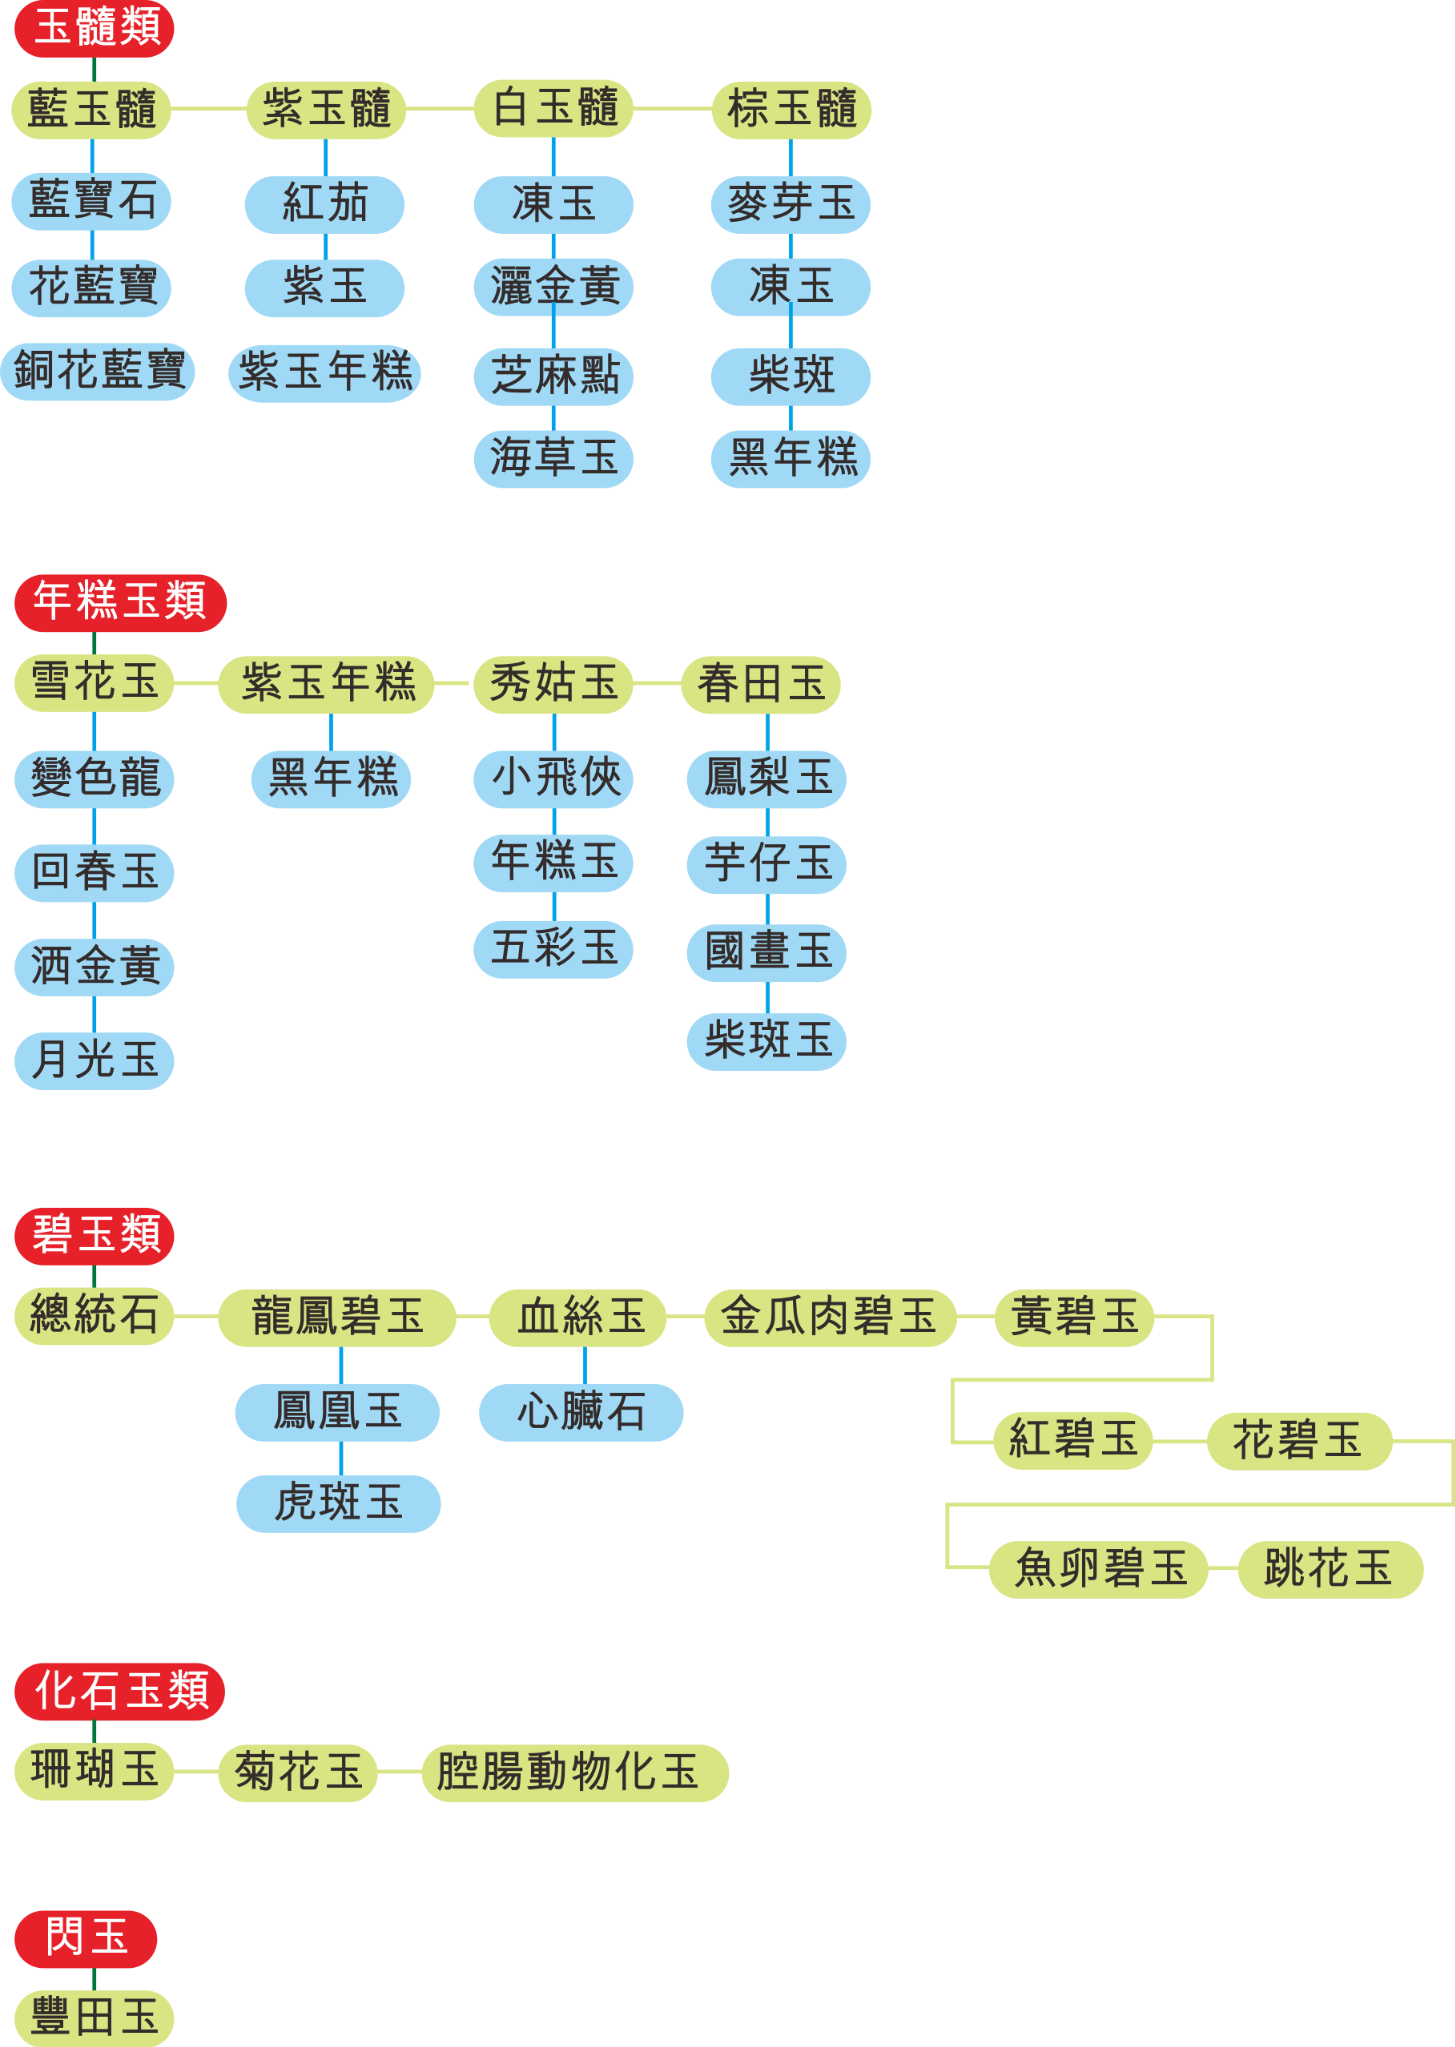 玉髓類
藍玉髓 紫玉髓 白玉髓 棕玉髓
藍寶石 紅茄 凍玉 麥芽玉
花藍寶 紫玉 灑金黃 凍玉
銅花藍寶 紫玉年糕 芝麻點 柴斑
海草玉 黑年糕
年糕玉類
雪花玉 紫玉年糕 秀姑玉 春田玉
變色龍 黑年糕 小飛俠 鳳梨玉
回春玉 年糕玉 芋仔玉
洒金黃 五彩玉 國畫玉
月光玉 柴斑玉
碧玉類
總統石 龍鳳碧玉 血絲玉 金瓜肉碧玉 黃碧玉
鳳凰玉 心臟石 紅碧玉 花碧玉
虎斑玉 魚卵碧玉 跳花玉
化石玉類
珊瑚玉 菊花玉 腔腸動物化玉
閃玉
豐田玉